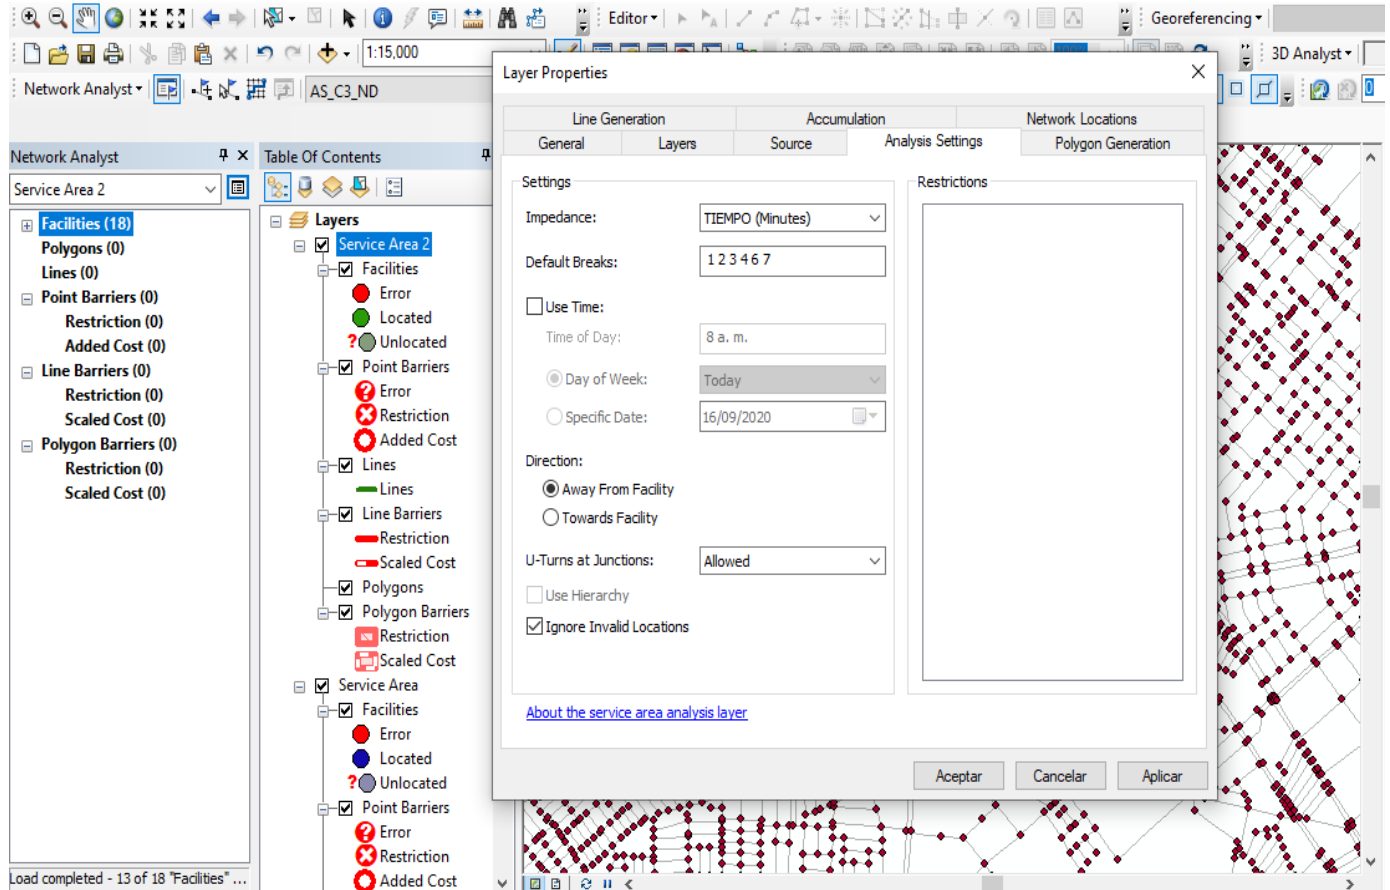 Editor
Georeferencing
1:15,000
3D Analyst
Network Analyst
AS_C3_ND
0
Network Analyst
Service Area 2
Facilities (18)
Polygons (0)
Lines (0)
Point Barriers (0)
Restriction (0)
Added Cost (0)
Line Barriers (0)
Restriction (0)
Scaled Cost (0)
Polygon Barriers (0)
Restriction (0)
Scaled Cost (0)
Load completed - 13 of 18 "Facilities" ...
Table Of Contents
Layers
Service Area 2
Facilities
Error
Located
? Unlocated
Point Barriers
Error
Restriction
Added Cost
Lines
Lines
Line Barriers
Restriction
Scaled Cost
Polygons
Polygon Barriers
Restriction
Scaled Cost
Service Area
Facilities
Error
Located
? Unlocated
Point Barriers
Error
Restriction
Added Cost
Layer Properties
Line Generation Accumulation Network Locations
General Layers Source Analysis Settings Polygon Generation
Settings
Impedance: TIEMPO (Minutes)
Default Breaks: 1 2 3 4 6 7
Use Time:
Time of Day: 8 a. m.
Day of Week: Today
Specific Date: 16/09/2020
Direction:
Away From Facility
Towards Facility
U-Turns at Junctions: Allowed
Use Hierarchy
Ignore Invalid Locations
About the service area analysis layer
Restrictions
Aceptar Cancelar Aplicar